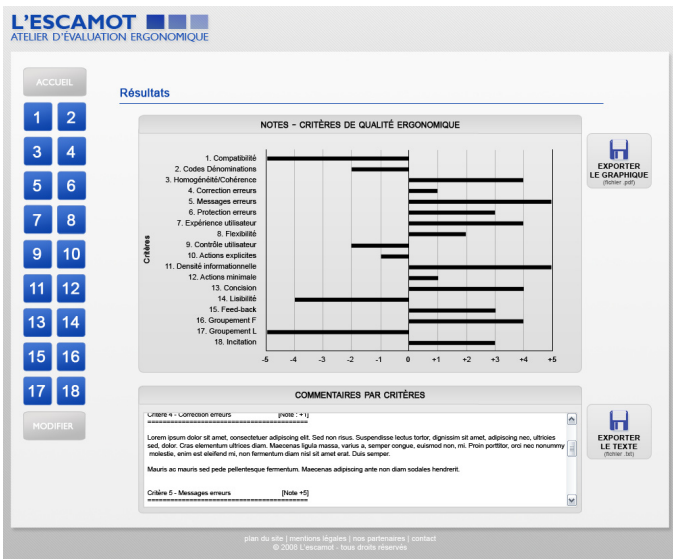 L'ESCAMOT
ATELIER D'ÉVALUATION ERGONOMIQUE
ACCUEIL
1 2
3 4
5 6
7 8
9 10
11 12
13 14
15 16
17 18
MODIFIER
Résultats
NOTES - CRITÈRES DE QUALITÉ ERGONOMIQUE
Critères
1. Compatibilité
2. Codes Dénominations
3. Homogénéité/Cohérence
4. Correction erreurs
5. Messages erreurs
6. Protection erreurs
7. Expérience utilisateur
8. Flexibilité
9. Contrôle utilisateur
10. Actions explicites
11. Densité informationnelle
12. Actions minimale
13. Concision
14. Lisibilité
15. Feed-back
16. Groupement F
17. Groupement L
18. Incitation
-5 -4 -3 -2 -1 0 +1 +2 +3 +4 +5
EXPORTER
LE GRAPHIQUE
(fichier .pdf)
COMMENTAIRES PAR CRITÈRES
Critère 4 - Correction erreurs [Note : +1]
Lorem ipsum dolor sit amet, consectetuer adipiscing elit. Sed non risus. Suspendisse lectus tortor, dignissim sit amet, adipiscing nec, ultricies
sed, dolor. Cras elementum ultrices diam. Maecenas ligula massa, varius a, semper congue, euismod non, mi. Proin porttitor, orci nec nonummy
molestie, enim est eleifend mi, non fermentum diam nisl sit amet erat. Duis semper.
Mauris ac mauris sed pede pellentesque fermentum. Maecenas adipiscing ante non diam sodales hendrerit.
Critère 5 - Messages erreurs [Note +5]
EXPORTER
LE TEXTE
(fichier .txt)
plan du site | mentions légales | nos partenaires | contact
© 2008 L'escamot - tous droits réservés